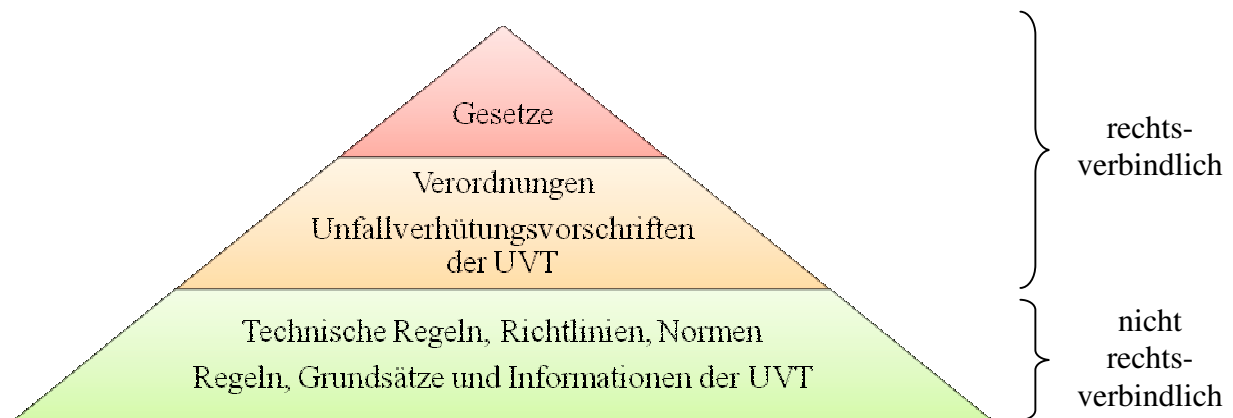 Gesetze
Verordnungen
Unfallverhütungsvorschriften
der UVT
Technische Regeln, Richtlinien, Normen
Regeln, Grundsätze und Informationen der UVT
rechts-
verbindlich
nicht
rechts-
verbindlich